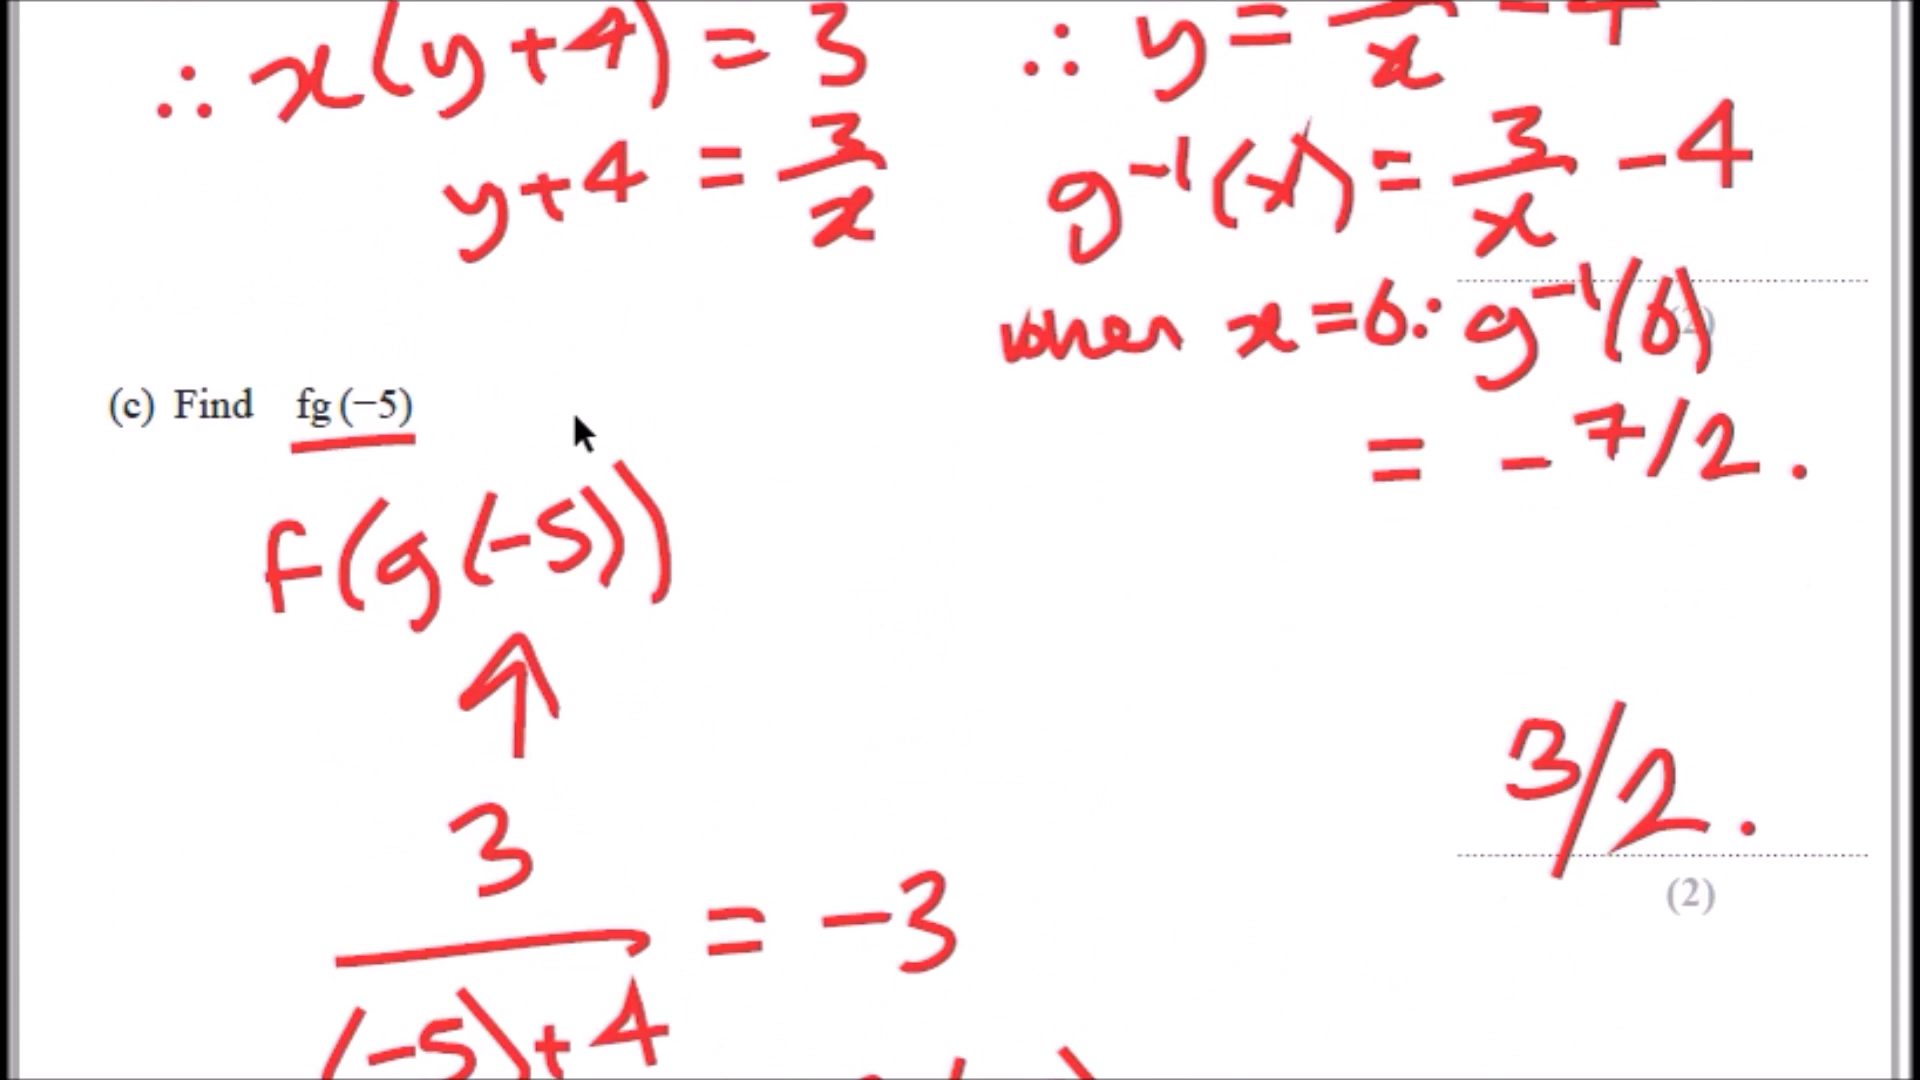 ∴ x(y+4) = 3
y+4 = 3/x
∴ y = /x - 4
g⁻¹(x) = 3/x - 4
when x=6: g⁻¹(6)
= - 7/2.
(2)
(c) Find fg(−5)
f(g(-5))
↑
3/((-5)+4) = -3
3/2.
(2)